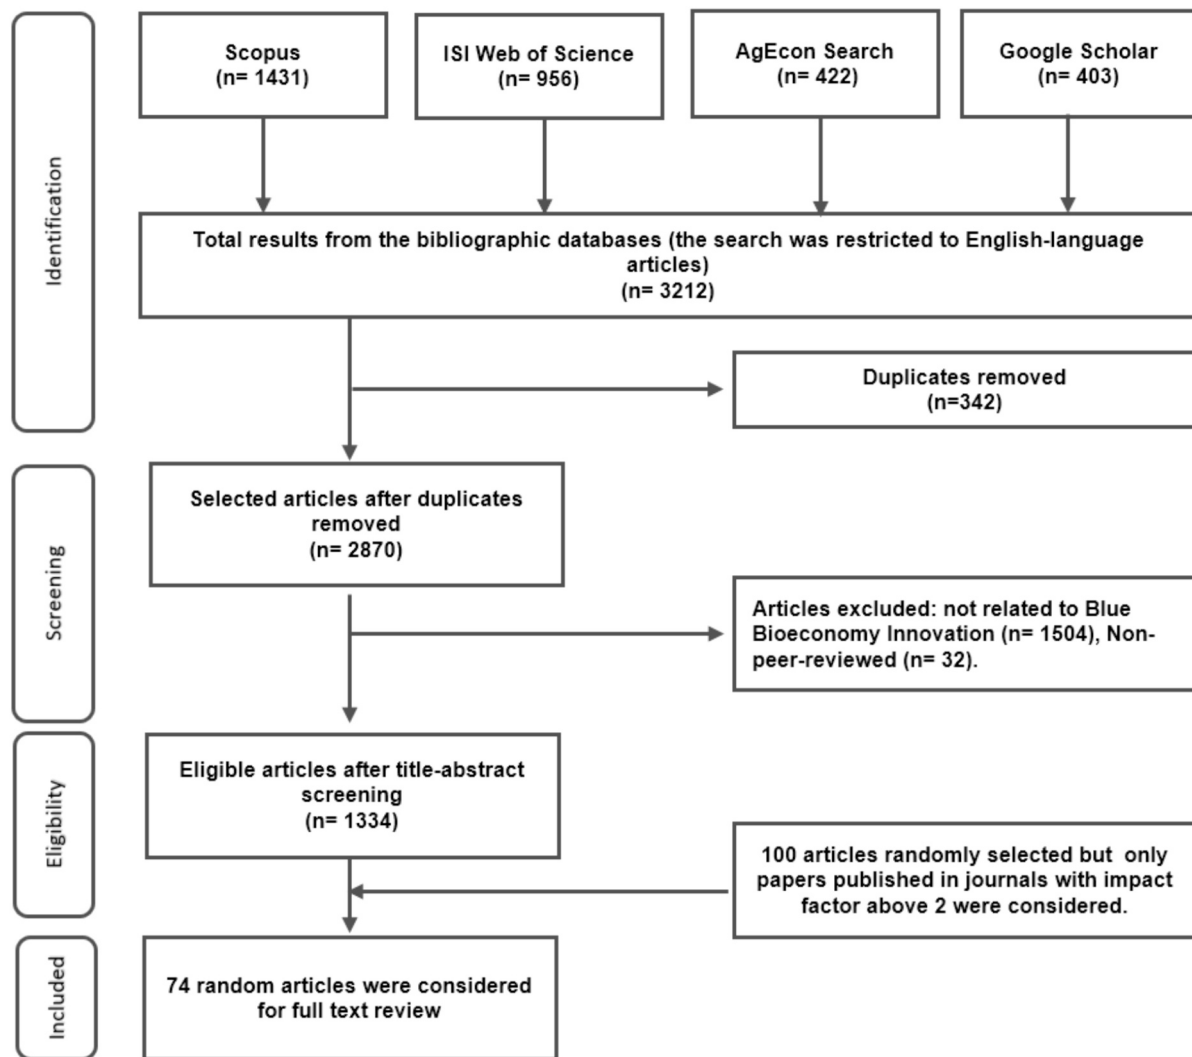 Identification
Scopus
(n= 1431)
ISI Web of Science
(n= 956)
AgEcon Search
(n= 422)
Google Scholar
(n= 403)
Total results from the bibliographic databases (the search was restricted to English-language
articles)
(n= 3212)
Duplicates removed
(n=342)
Screening
Selected articles after duplicates
removed
(n= 2870)
Articles excluded: not related to Blue
Bioeconomy Innovation (n= 1504), Non-
peer-reviewed (n= 32).
Eligibility
Eligible articles after title-abstract
screening
(n= 1334)
100 articles randomly selected but only
papers published in journals with impact
factor above 2 were considered.
Included
74 random articles were considered
for full text review